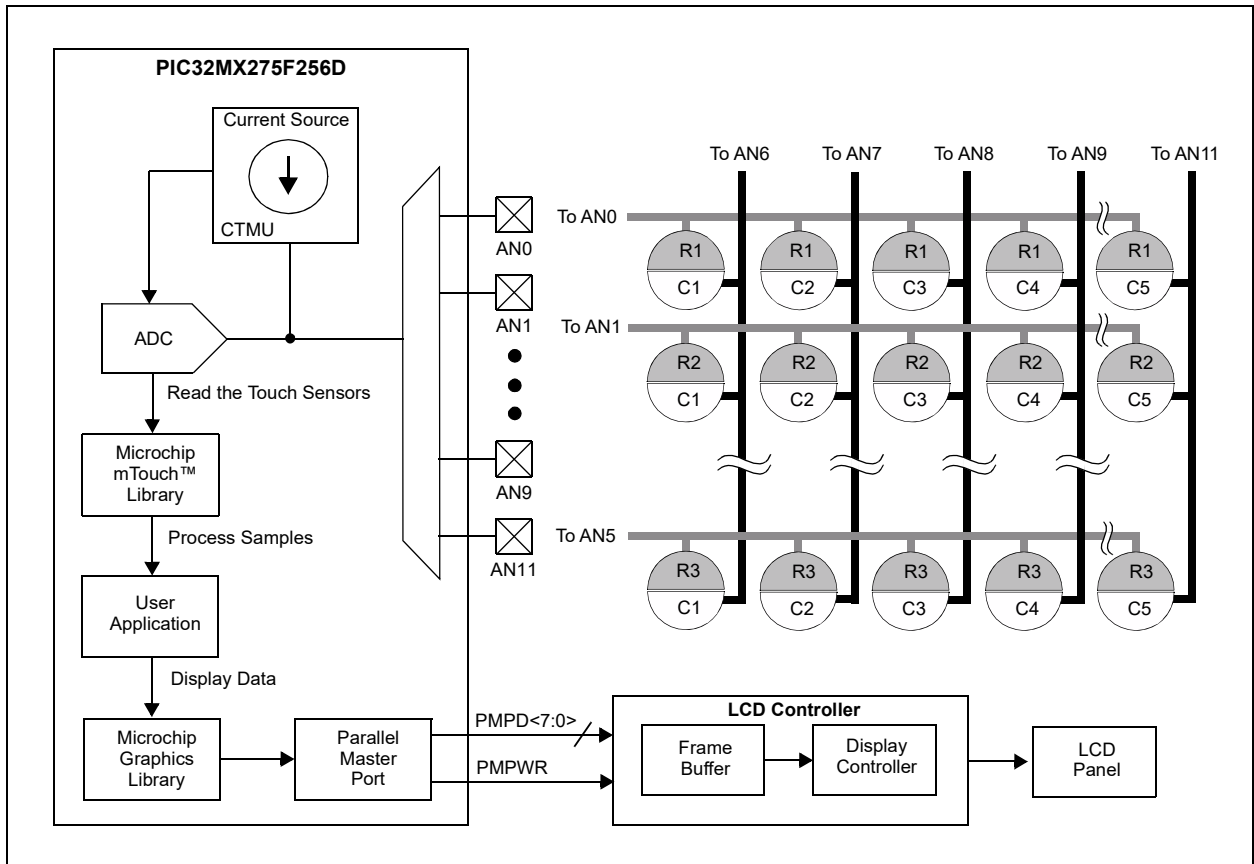 PIC32MX275F256D
Current Source
CTMU
ADC
Read the Touch Sensors
Microchip
mTouch™
Library
Process Samples
User
Application
Display Data
Microchip
Graphics
Library
Parallel
Master
Port
AN0
AN1
AN9
AN11
To AN6
To AN7
To AN8
To AN9
To AN11
To AN0
R1 R1 R1 R1 R1
C1 C2 C3 C4 C5
To AN1
R2 R2 R2 R2 R2
C1 C2 C3 C4 C5
To AN5
R3 R3 R3 R3 R3
C1 C2 C3 C4 C5
PMPD<7:0>
PMPWR
LCD Controller
Frame
Buffer
Display
Controller
LCD
Panel